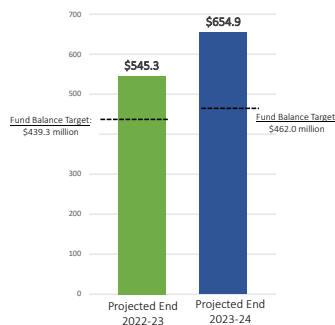 700
600
500
300
200
100
0
$545.3
$654.9
Fund Balance Target:
$439.3 million
Fund Balance Target
$462.0 million
Projected End
2022-23
Projected End
2023-24